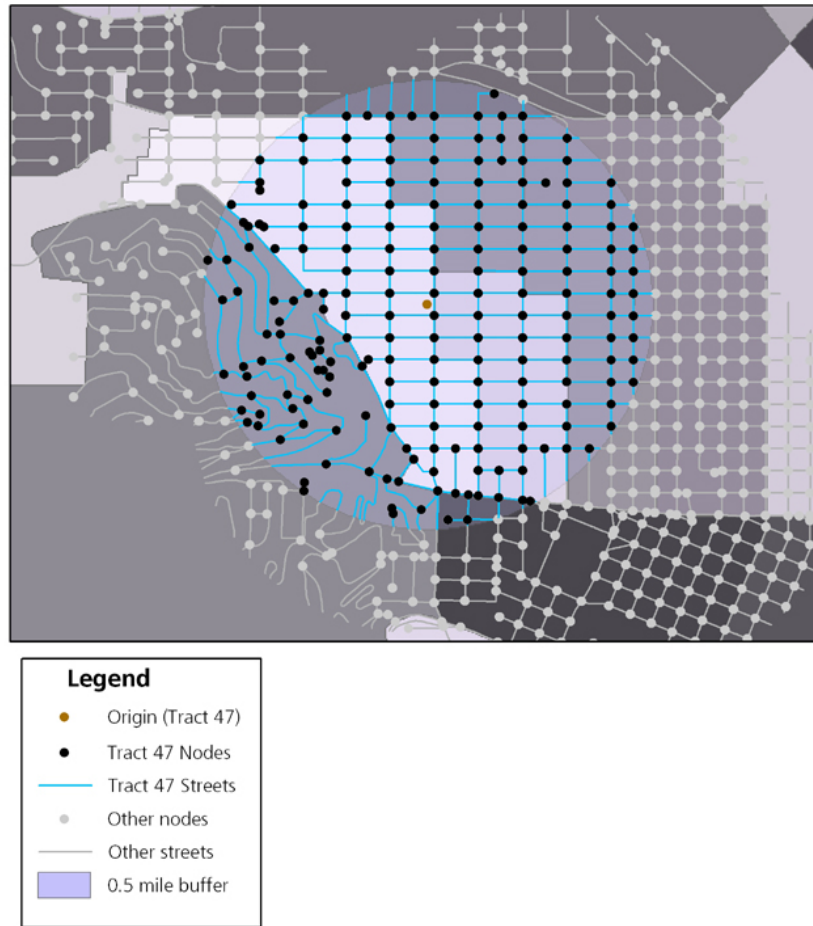 Legend
Origin (Tract 47)
Tract 47 Nodes
Tract 47 Streets
Other nodes
Other streets
0.5 mile buffer